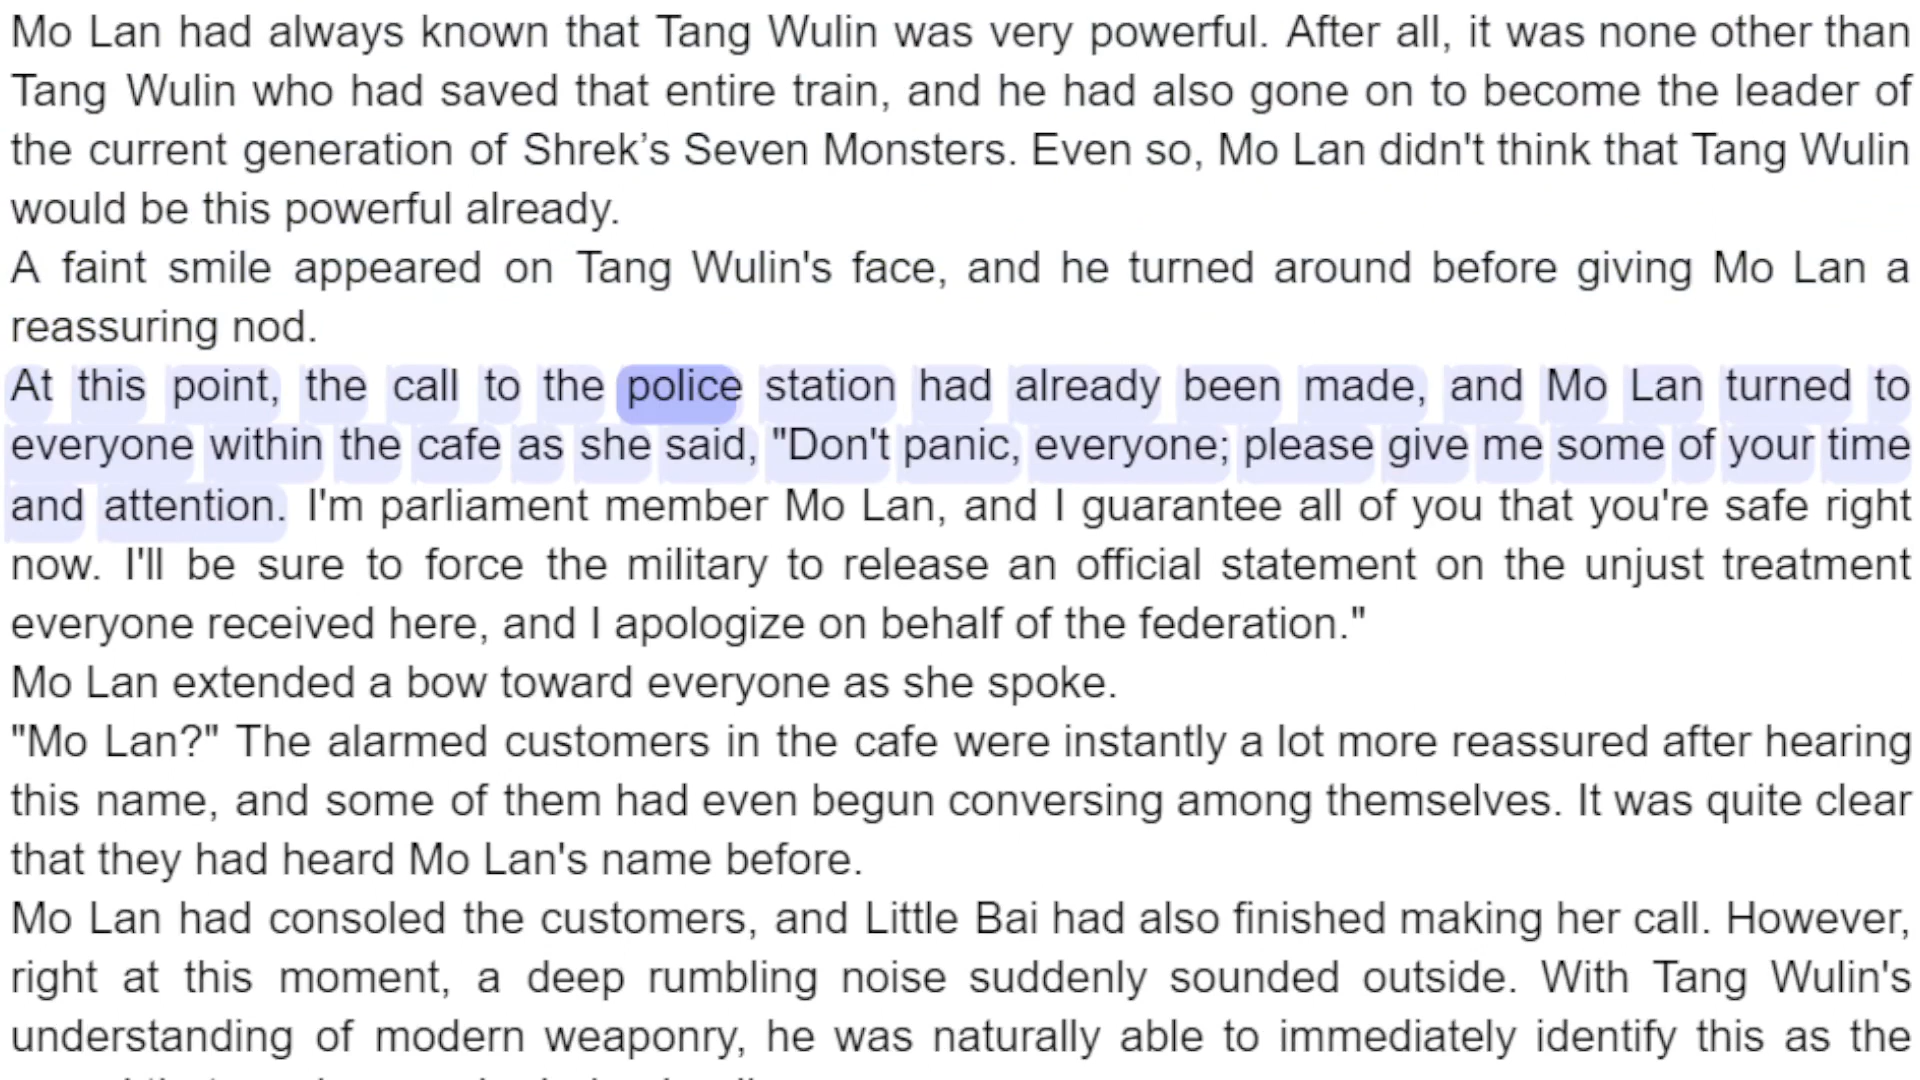 Mo Lan had always known that Tang Wulin was very powerful. After all, it was none other than
Tang Wulin who had saved that entire train, and he had also gone on to become the leader of
the current generation of Shrek’s Seven Monsters. Even so, Mo Lan didn't think that Tang Wulin
would be this powerful already.
A faint smile appeared on Tang Wulin's face, and he turned around before giving Mo Lan a
reassuring nod.
At this point, the call to the police station had already been made, and Mo Lan turned to
everyone within the cafe as she said, "Don't panic, everyone; please give me some of your time
and attention. I'm parliament member Mo Lan, and I guarantee all of you that you're safe right
now. I'll be sure to force the military to release an official statement on the unjust treatment
everyone received here, and I apologize on behalf of the federation."
Mo Lan extended a bow toward everyone as she spoke.
"Mo Lan?" The alarmed customers in the cafe were instantly a lot more reassured after hearing
this name, and some of them had even begun conversing among themselves. It was quite clear
that they had heard Mo Lan's name before.
Mo Lan had consoled the customers, and Little Bai had also finished making her call. However,
right at this moment, a deep rumbling noise suddenly sounded outside. With Tang Wulin's
understanding of modern weaponry, he was naturally able to immediately identify this as the